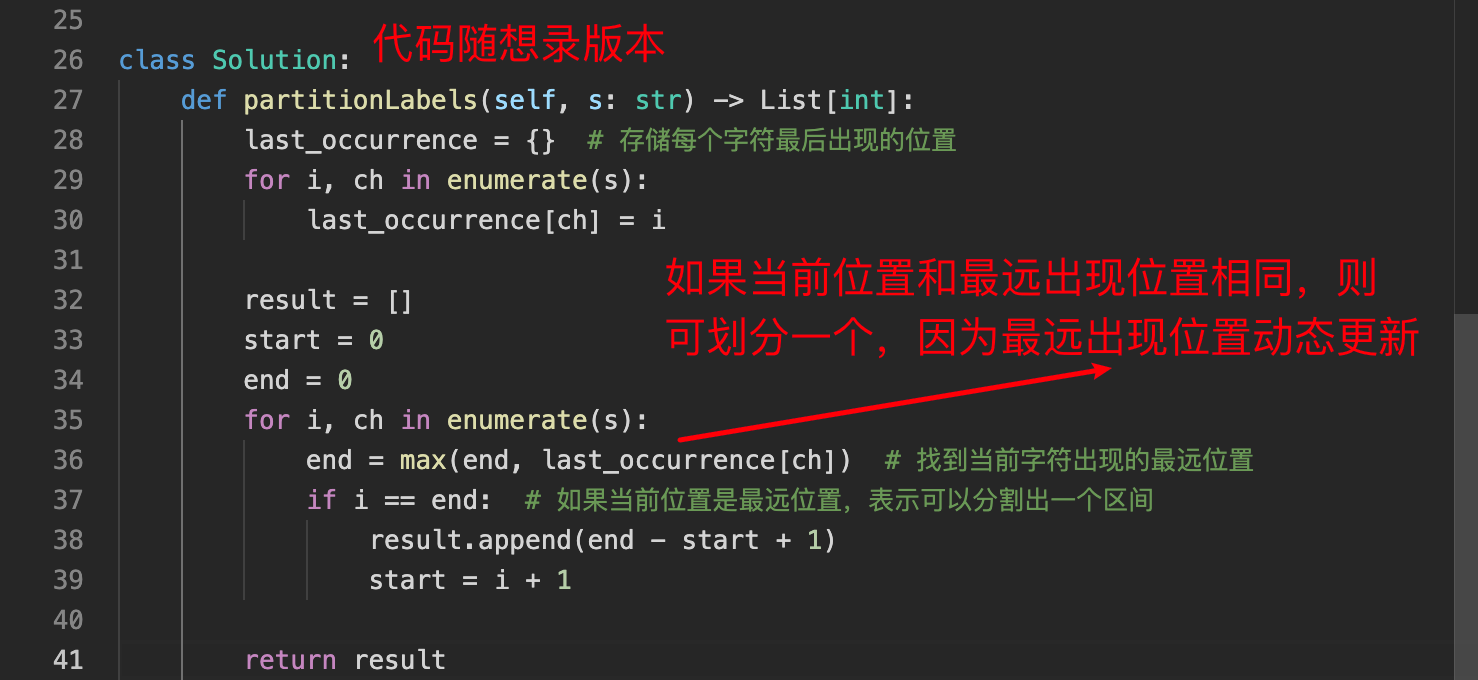 25
26 class Solution: 代码随想录版本
27 def partitionLabels(self, s: str) -> List[int]:
28 last_occurrence = {} # 存储每个字符最后出现的位置
29 for i, ch in enumerate(s):
30 last_occurrence[ch] = i
31
如果当前位置和最远出现位置相同，则
32 result = []
33 start = 0
可划分一个，因为最远出现位置动态更新
34 end = 0
35 for i, ch in enumerate(s):
36 end = max(end, last_occurrence[ch]) # 找到当前字符出现的最远位置
37 if i == end: # 如果当前位置是最远位置，表示可以分割出一个区间
38 result.append(end - start + 1)
39 start = i + 1
40
41 return result